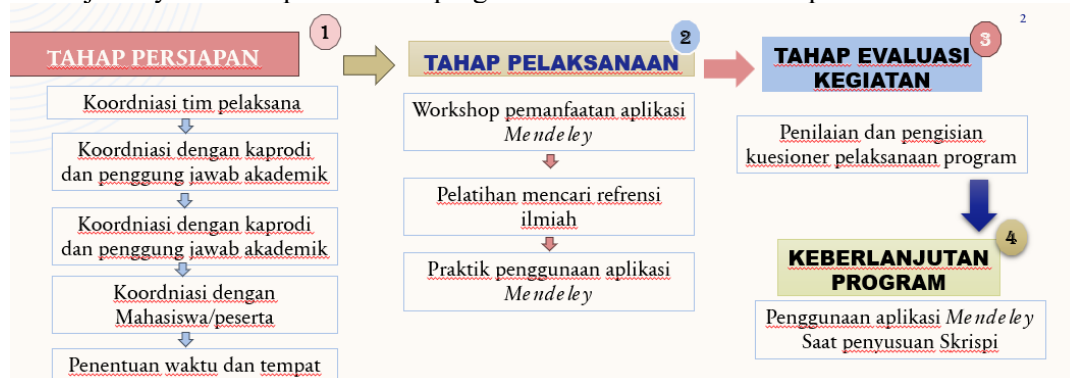 2
1
TAHAP PERSIAPAN
Koordniasi tim pelaksana
Koordniasi dengan kaprodi
dan penggung jawab akademik
Koordniasi dengan kaprodi
dan penggung jawab akademik
Koordniasi dengan
Mahasiswa/peserta
Penentuan waktu dan tempat
2
TAHAP PELAKSANAAN
Workshop pemanfaatan aplikasi
Mendeley
Pelatihan mencari refrensi
ilmiah
Praktik penggunaan aplikasi
Mendeley
3
TAHAP EVALUASI
KEGIATAN
Penilaian dan pengisian
kuesioner pelaksanaan program
4
KEBERLANJUTAN
PROGRAM
Penggunaan aplikasi Mendeley
Saat penyusuan Skrispi